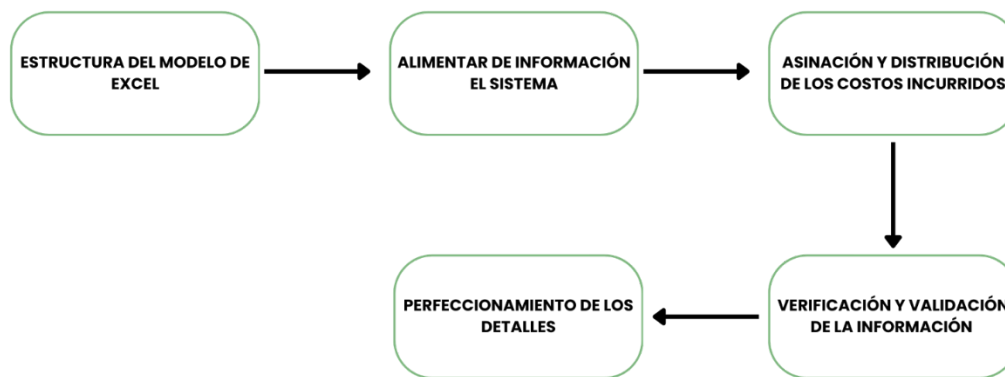 ESTRUCTURA DEL MODELO DE
EXCEL
ALIMENTAR DE INFORMACIÓN
EL SISTEMA
ASINACIÓN Y DISTRIBUCIÓN
DE LOS COSTOS INCURRIDOS
VERIFICACIÓN Y VALIDACIÓN
DE LA INFORMACIÓN
PERFECCIONAMIENTO DE LOS
DETALLES